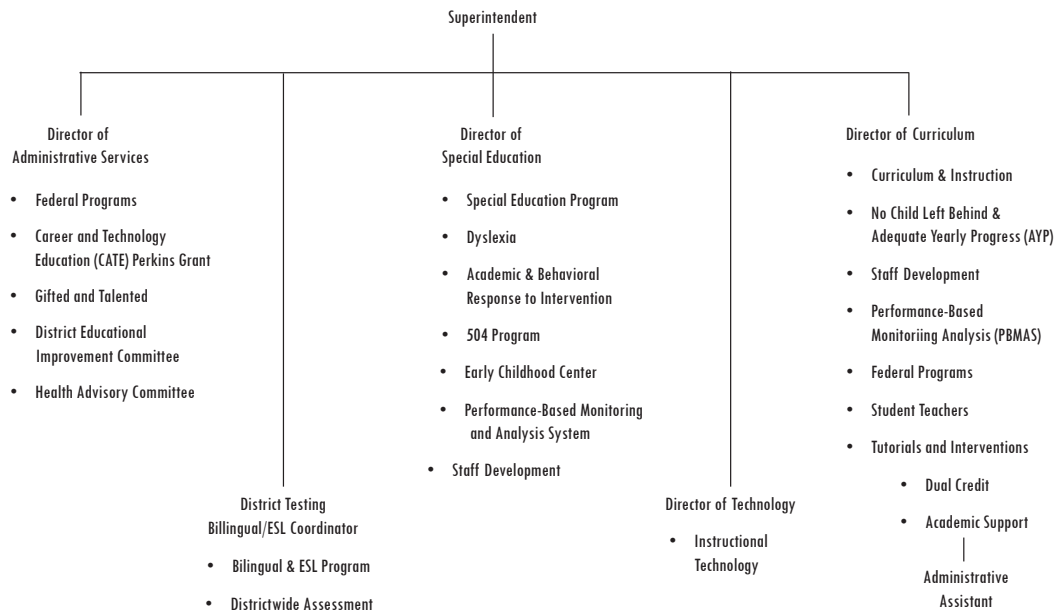 Superintendent
Director of
Administrative Services
• Federal Programs
• Career and Technology
Education (CATE) Perkins Grant
• Gifted and Talented
• District Educational
Improvement Committee
• Health Advisory Committee
Director of
Special Education
• Special Education Program
• Dyslexia
• Academic & Behavioral
Response to Intervention
• 504 Program
• Early Childhood Center
• Performance-Based Monitoring
and Analysis System
• Staff Development
Director of Curriculum
• Curriculum & Instruction
• No Child Left Behind &
Adequate Yearly Progress (AYP)
• Staff Development
• Performance-Based
Monitoriing Analysis (PBMAS)
• Federal Programs
• Student Teachers
• Tutorials and Interventions
• Dual Credit
• Academic Support
Administrative
Assistant
District Testing
Billingual/ESL Coordinator
• Bilingual & ESL Program
• Districtwide Assessment
Director of Technology
• Instructional
Technology